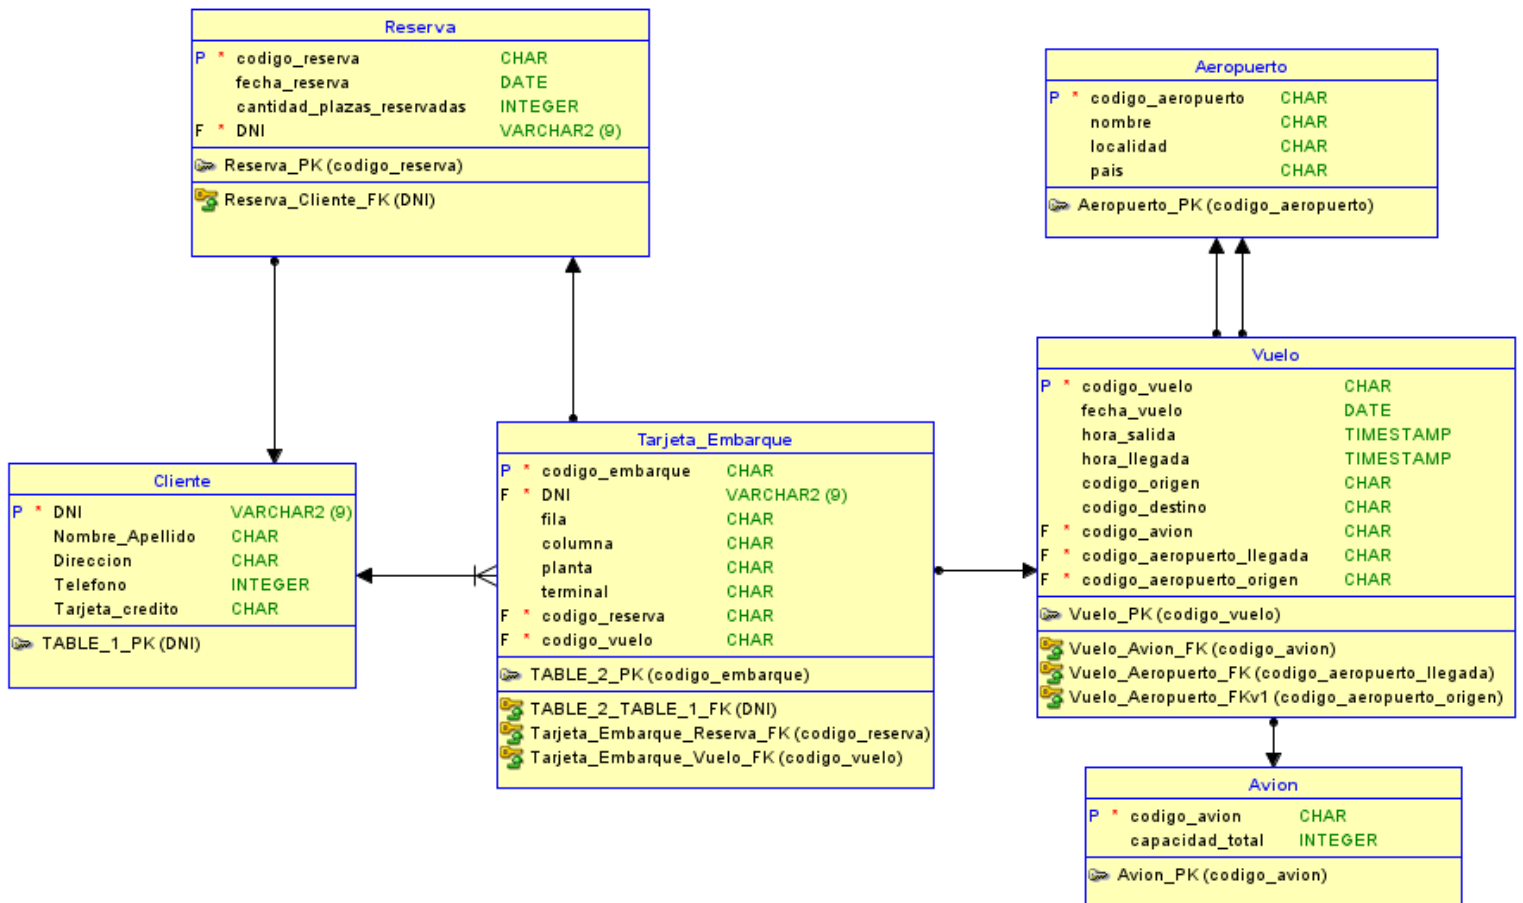 Reserva
P * codigo_reserva CHAR
fecha_reserva DATE
cantidad_plazas_reservadas INTEGER
F * DNI VARCHAR2 (9)
Reserva_PK (codigo_reserva)
Reserva_Cliente_FK (DNI)
Aeropuerto
P * codigo_aeropuerto CHAR
nombre CHAR
localidad CHAR
pais CHAR
Aeropuerto_PK (codigo_aeropuerto)
Cliente
P * DNI VARCHAR2 (9)
Nombre_Apellido CHAR
Direccion CHAR
Telefono INTEGER
Tarjeta_credito CHAR
TABLE_1_PK (DNI)
Tarjeta_Embarque
P * codigo_embarque CHAR
F * DNI VARCHAR2 (9)
fila CHAR
columna CHAR
planta CHAR
terminal CHAR
F * codigo_reserva CHAR
F * codigo_vuelo CHAR
TABLE_2_PK (codigo_embarque)
TABLE_2_TABLE_1_FK (DNI)
Tarjeta_Embarque_Reserva_FK (codigo_reserva)
Tarjeta_Embarque_Vuelo_FK (codigo_vuelo)
Vuelo
P * codigo_vuelo CHAR
fecha_vuelo DATE
hora_salida TIMESTAMP
hora_llegada TIMESTAMP
codigo_origen CHAR
codigo_destino CHAR
F * codigo_avion CHAR
F * codigo_aeropuerto_llegada CHAR
F * codigo_aeropuerto_origen CHAR
Vuelo_PK (codigo_vuelo)
Vuelo_Avion_FK (codigo_avion)
Vuelo_Aeropuerto_FK (codigo_aeropuerto_llegada)
Vuelo_Aeropuerto_FKv1 (codigo_aeropuerto_origen)
Avion
P * codigo_avion CHAR
capacidad_total INTEGER
Avion_PK (codigo_avion)